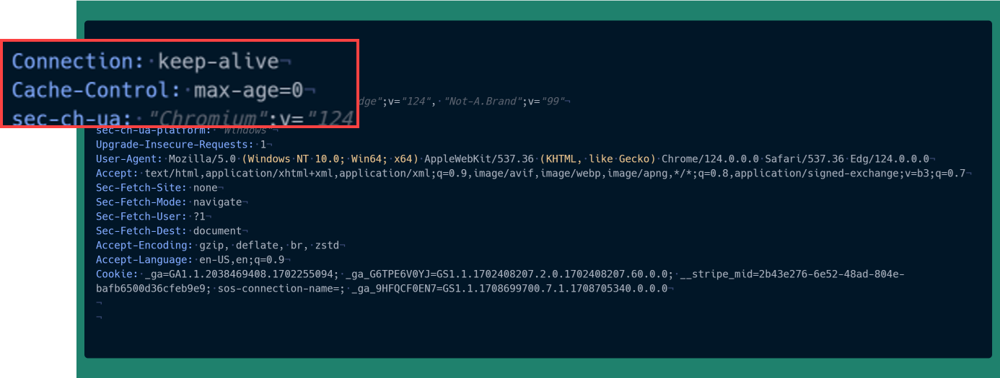 Connection: keep-alive
Cache-Control: max-age=0
sec-ch-ua: "Chromium";v="124
dge";v="124", "Not-A.Brand";v="99"
sec-ch-ua-platform: "Windows"
Upgrade-Insecure-Requests: 1
User-Agent: Mozilla/5.0 (Windows NT 10.0; Win64; x64) AppleWebKit/537.36 (KHTML, like Gecko) Chrome/124.0.0.0 Safari/537.36 Edg/124.0.0.0
Accept: text/html,application/xhtml+xml,application/xml;q=0.9,image/avif,image/webp,image/apng,*/*;q=0.8,application/signed-exchange;v=b3;q=0.7
Sec-Fetch-Site: none
Sec-Fetch-Mode: navigate
Sec-Fetch-User: ?1
Sec-Fetch-Dest: document
Accept-Encoding: gzip, deflate, br, zstd
Accept-Language: en-US,en;q=0.9
Cookie: _ga=GA1.1.2038469408.1702255094; _ga_G6TPE6V0YJ=GS1.1.1702408207.2.0.1702408207.60.0.0; __stripe_mid=2b43e276-6e52-48ad-804e-
bafb6500d36cfeb9e9; sos-connection-name=; _ga_9HFQCF0EN7=GS1.1.1708699700.7.1.1708705340.0.0.0